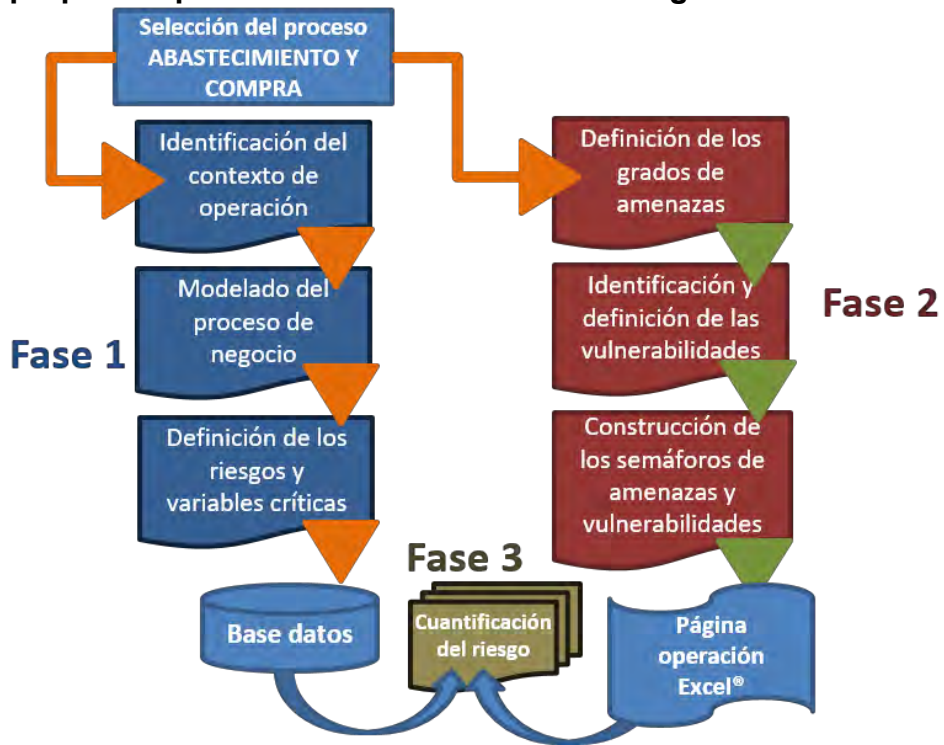 Selección del proceso
ABASTECIMIENTO Y
COMPRA
Identificación del
contexto de
operación
Modelado del
proceso de
negocio
Fase 1
Definición de los
riesgos y
variables críticas
Definición de los
grados de
amenazas
Identificación y
definición de las
vulnerabilidades
Fase 2
Construcción de
los semáforos de
amenazas y
vulnerabilidades
Fase 3
Base datos
Cuantificación
del riesgo
Página
operación
Excel®